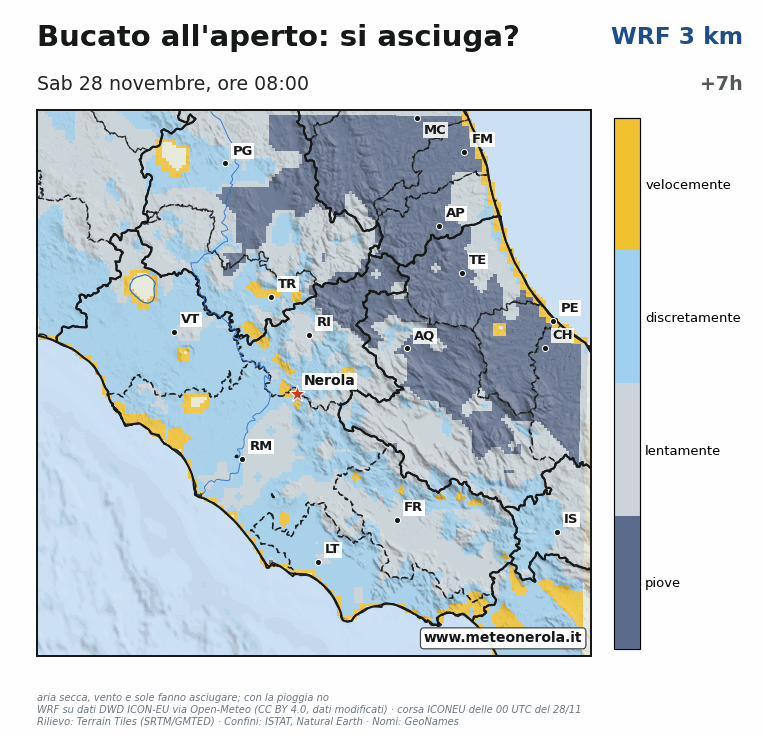 Bucato all'aperto: si asciuga?
WRF 3 km
Sab 28 novembre, ore 08:00
+7h
MC
FM
PG
AP
TE
TR
PE
VT
RI
AQ
CH
Nerola
RM
FR
IS
LT
www.meteonerola.it
velocemente
discretamente
lentamente
piove
aria secca, vento e sole fanno asciugare; con la pioggia no
WRF su dati DWD ICON-EU via Open-Meteo (CC BY 4.0, dati modificati) · corsa ICONEU delle 00 UTC del 28/11
Rilievo: Terrain Tiles (SRTM/GMTED) · Confini: ISTAT, Natural Earth · Nomi: GeoNames